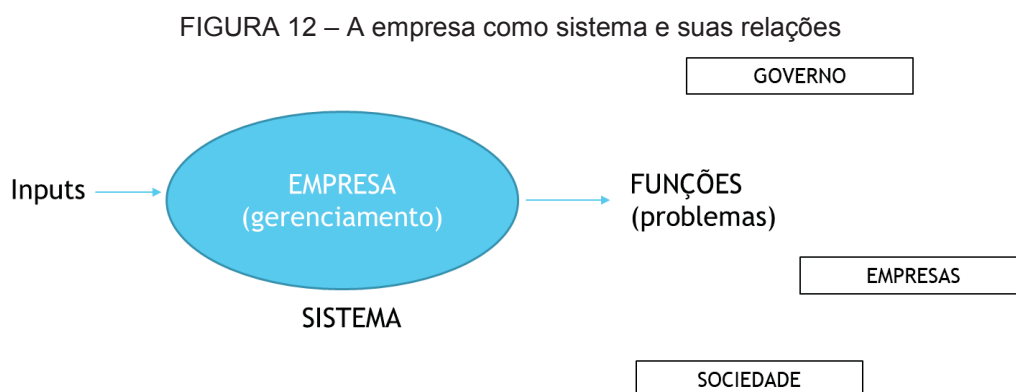 FIGURA 12 – A empresa como sistema e suas relações
GOVERNO
Inputs
EMPRESA
(gerenciamento)
FUNÇÕES
(problemas)
EMPRESAS
SISTEMA
SOCIEDADE